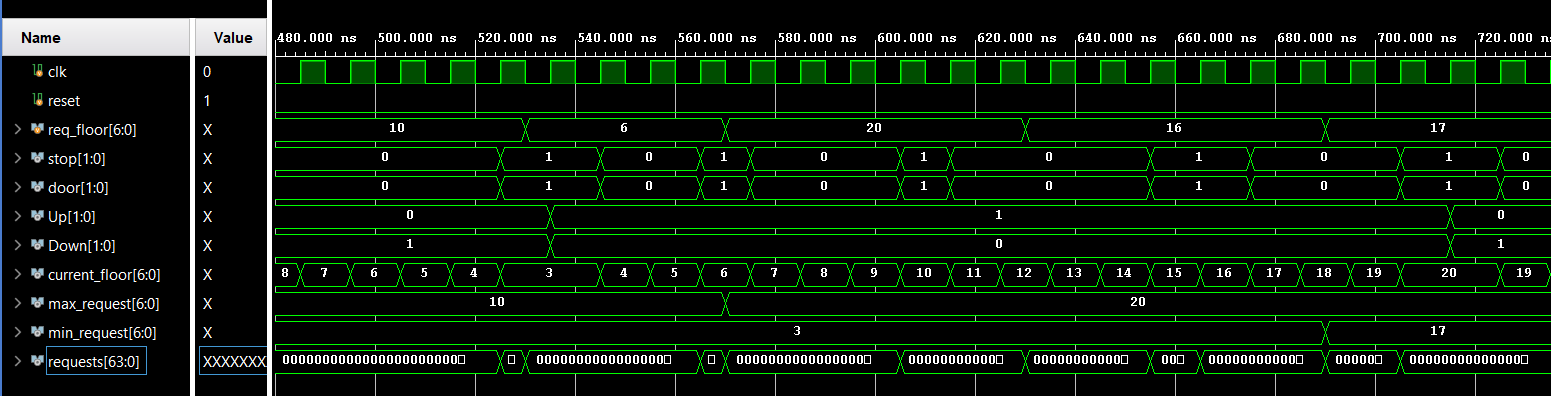 Name Value 480.000 ns 500.000 ns 520.000 ns 540.000 ns 560.000 ns 580.000 ns 600.000 ns 620.000 ns 640.000 ns 660.000 ns 680.000 ns 700.000 ns 720.000 ns
clk 0
reset 1
req_floor[6:0] X 10 6 20 16 17
stop[1:0] X 0 1 0 1 0 1 0 1 0 1 0
door[1:0] X 0 1 0 1 0 1 0 1 0 1 0
Up[1:0] X 0 1 0
Down[1:0] X 1 0 1
current_floor[6:0] X 8 7 6 5 4 3 4 5 6 7 8 9 10 11 12 13 14 15 16 17 18 19 20 19
max_request[6:0] X 10 20
min_request[6:0] X 3 17
requests[63:0] XXXXXXX